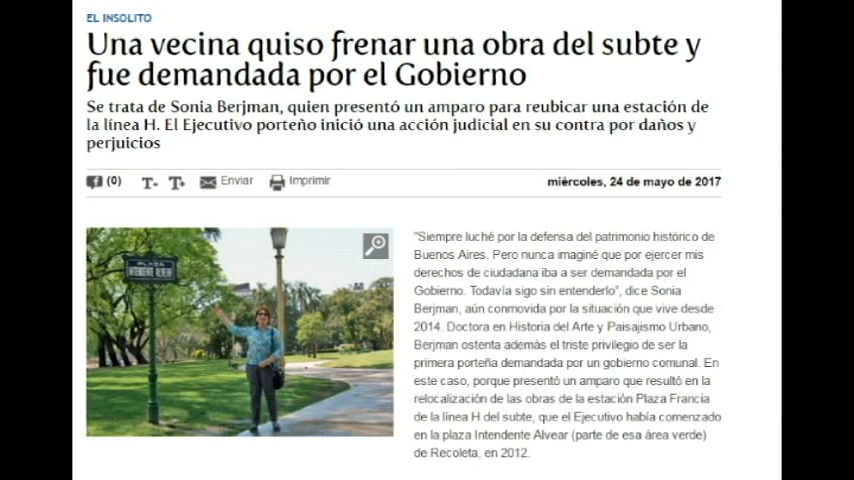 EL INSOLITO
Una vecina quiso frenar una obra del subte y
fue demandada por el Gobierno
Se trata de Sonia Berjman, quien presentó un amparo para reubicar una estación de
la línea H. El Ejecutivo porteño inició una acción judicial en su contra por daños y
perjuicios
(0) T- T+ Enviar Imprimir miércoles, 24 de mayo de 2017
PLAZA
INTENDENTE ALVEAR
"Siempre luché por la defensa del patrimonio histórico de
Buenos Aires. Pero nunca imaginé que por ejercer mis
derechos de ciudadana iba a ser demandada por el
Gobierno. Todavía sigo sin entenderlo", dice Sonia
Berjman, aún conmovida por la situación que vive desde
2014. Doctora en Historia del Arte y Paisajismo Urbano,
Berjman ostenta además el triste privilegio de ser la
primera porteña demandada por un gobierno comunal. En
este caso, porque presentó un amparo que resultó en la
relocalización de las obras de la estación Plaza Francia
de la línea H del subte, que el Ejecutivo había comenzado
en la plaza Intendente Alvear (parte de esa área verde)
de Recoleta, en 2012.